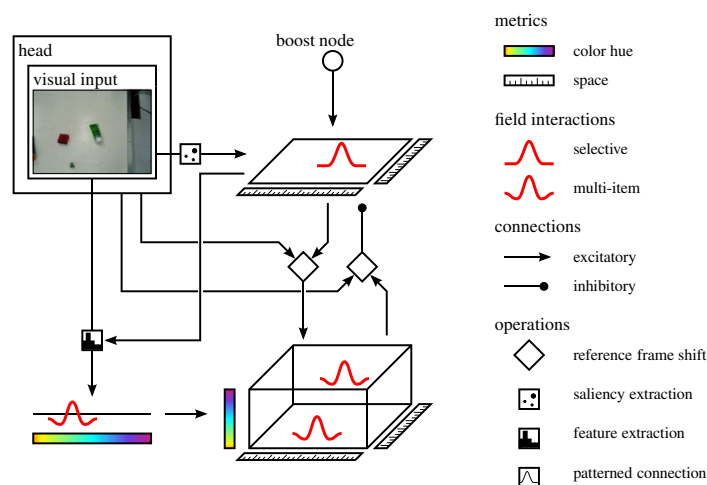 head
visual input
boost node
metrics
color hue
space
field interactions
selective
multi-item
connections
excitatory
inhibitory
operations
reference frame shift
saliency extraction
feature extraction
patterned connection